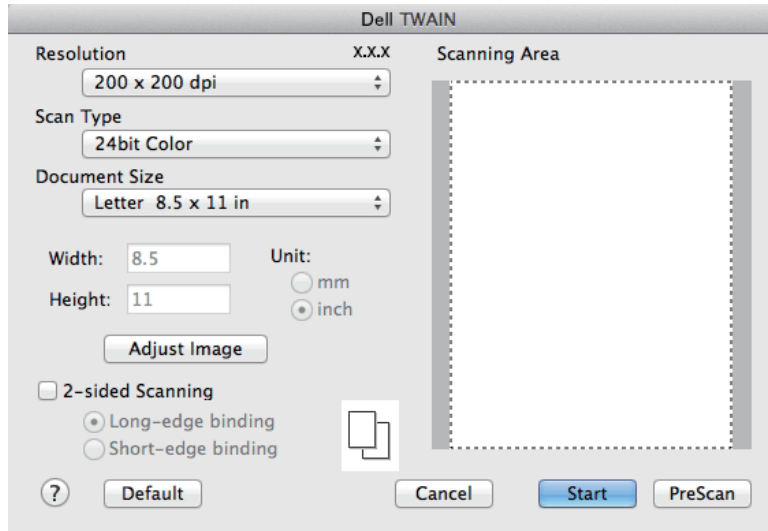 Dell TWAIN
Resolution X.X.X
200 x 200 dpi
Scan Type
24bit Color
Document Size
Letter 8.5 x 11 in
Width: 8.5
Height: 11
Unit:
mm
inch
Adjust Image
2-sided Scanning
Long-edge binding
Short-edge binding
Scanning Area
? Default Cancel Start PreScan